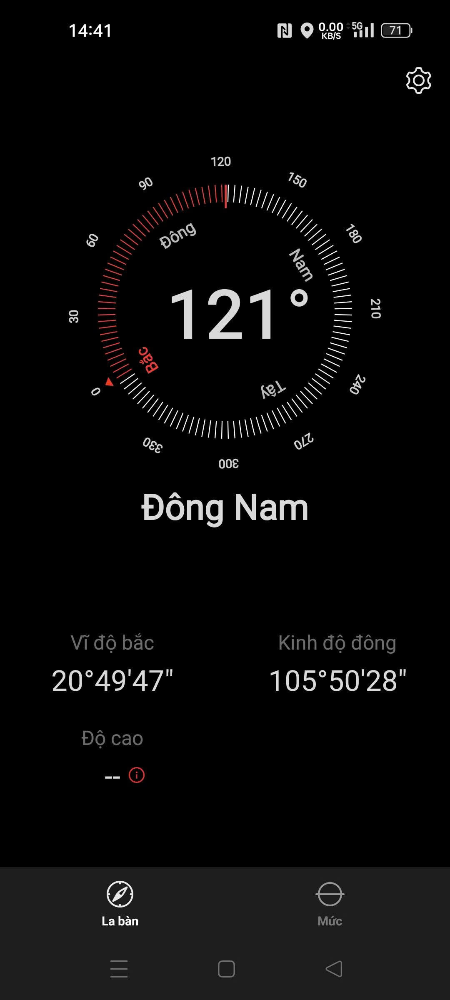 14:41
0.00
KB/S
5G
71
120
90
150
60
180
Đông
Nam
121°
30
210
Bắc
Tây
0
240
330
270
300
Đông Nam
Vĩ độ bắc
Kinh độ đông
20°49'47"
105°50'28"
Độ cao
--
La bàn
Mức